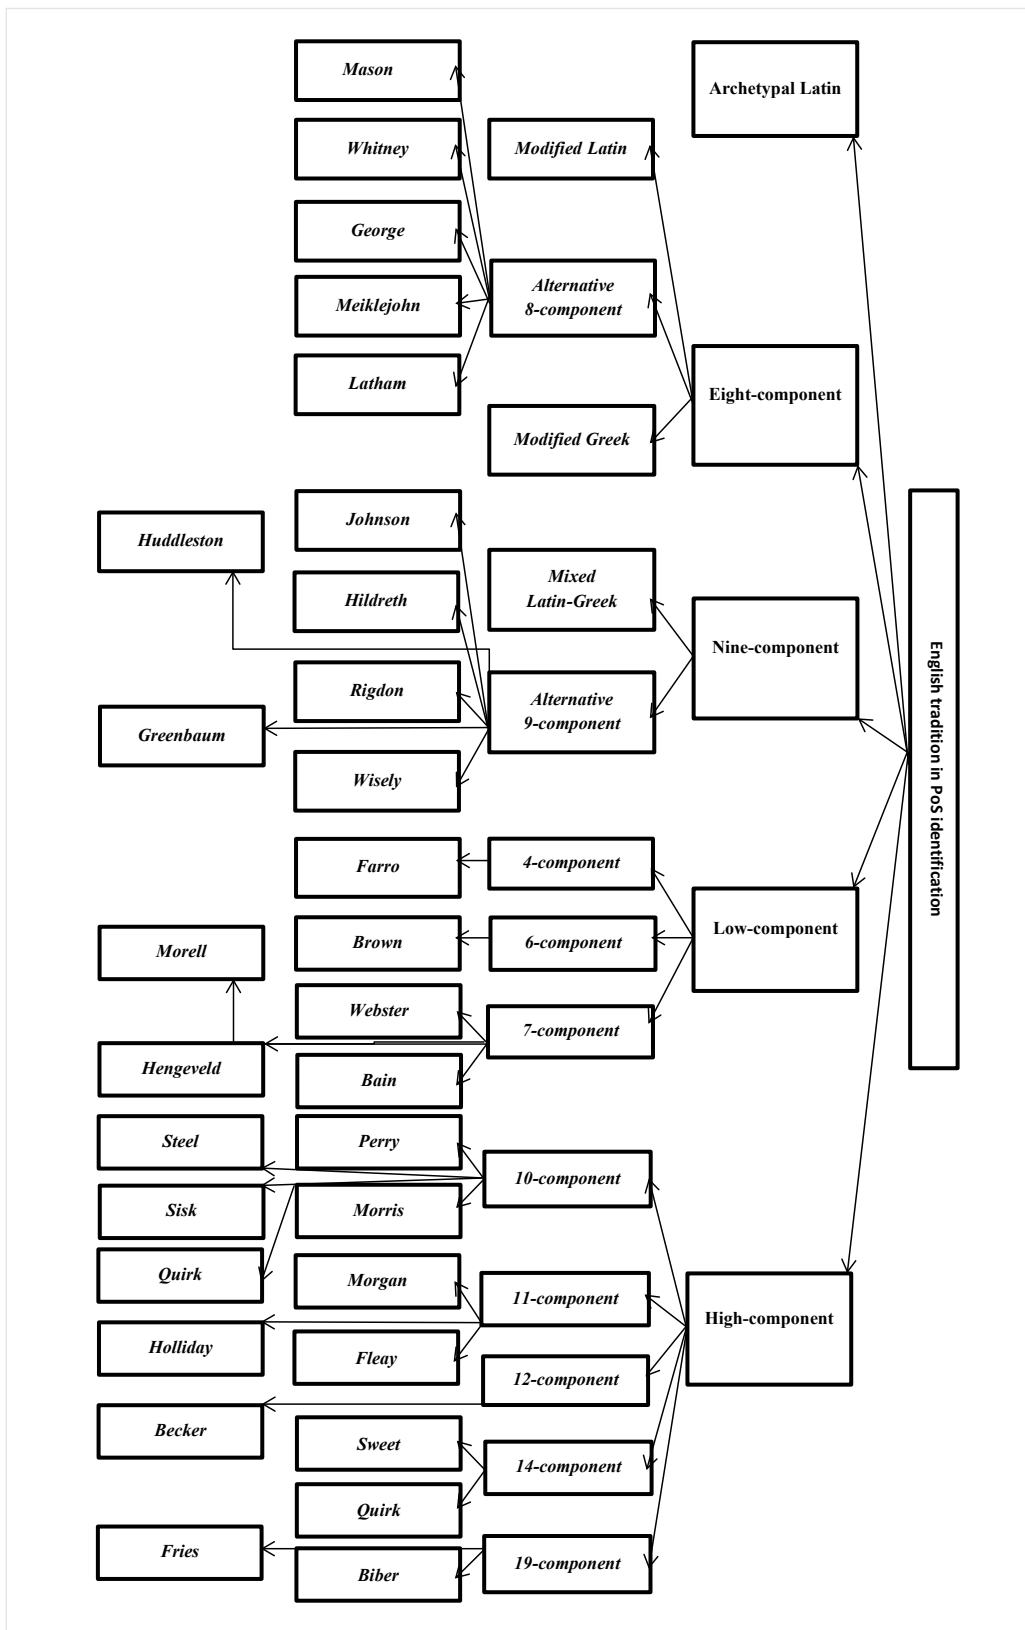 Mason
Archetypal Latin
Whitney
Modified Latin
George
Alternative
8-component
Meiklejohn
Latham
Eight-component
Modified Greek
Johnson
Huddleston
Mixed
Latin-Greek
Hildreth
Nine-component
Rigdon
Alternative
9-component
Greenbaum
Wisely
English tradition in PoS identification
Farro
4-component
Low-component
Morell
Brown
6-component
Webster
7-component
Hengeveld
Bain
Steel
Perry
10-component
Sisk
Morris
Quirk
Morgan
11-component
High-component
Holliday
Fleay
12-component
Becker
Sweet
14-component
Quirk
Fries
19-component
Biber